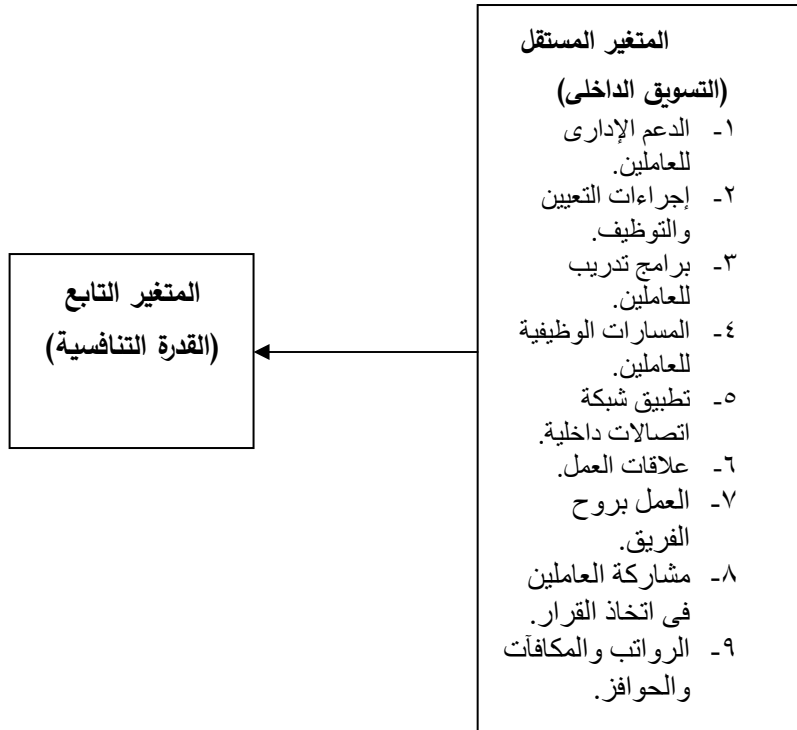 المتغير المستقل
(التسويق الداخلى)
١- الدعم الإدارى
للعاملين.
٢- إجراءات التعيين
والتوظيف.
٣- برامج تدريب
للعاملين.
٤- المسارات الوظيفية
للعاملين.
٥- تطبيق شبكة
اتصالات داخلية.
٦- علاقات العمل.
٧- العمل بروح
الفريق.
٨- مشاركة العاملين
فى اتخاذ القرار.
٩- الرواتب والمكافآت
والحوافز.
المتغير التابع
(القدرة التنافسية)